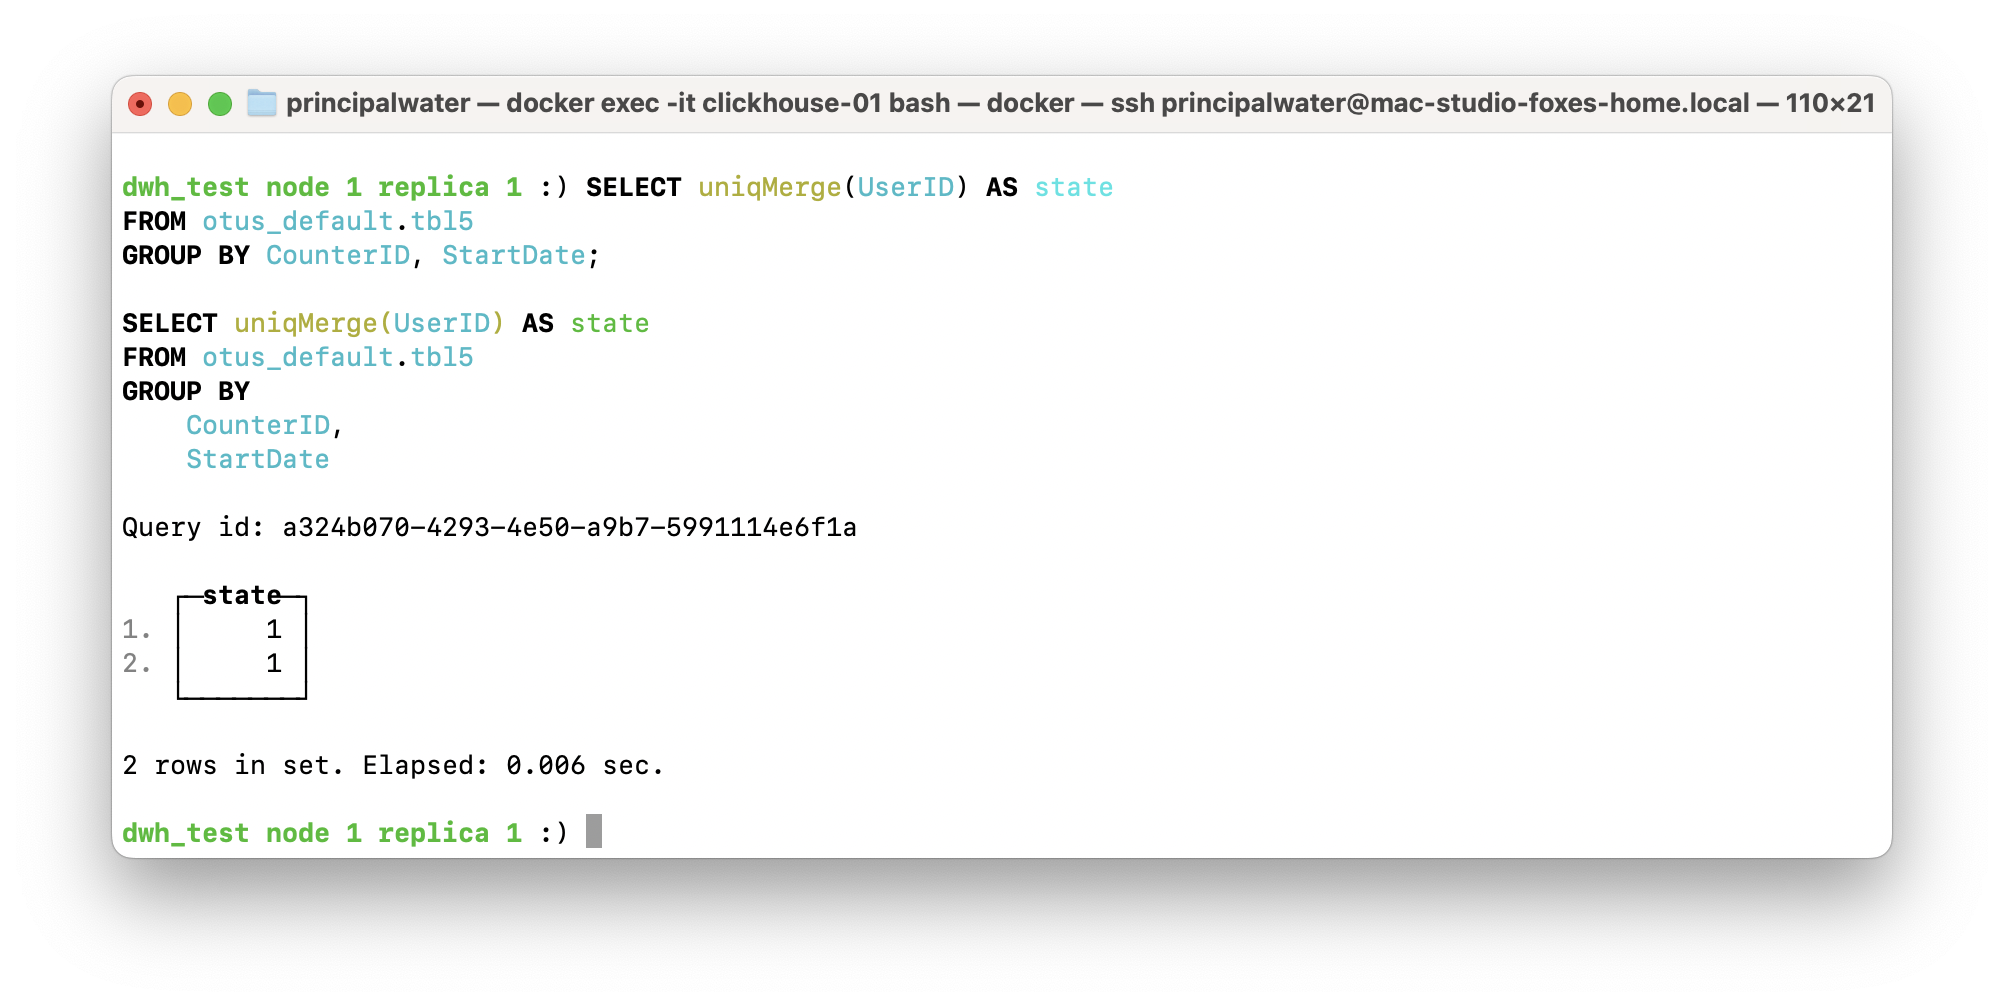 principalwater — docker exec -it clickhouse-01 bash — docker — ssh principalwater@mac-studio-foxes-home.local — 110×21
dwh_test node 1 replica 1 :) SELECT uniqMerge(UserID) AS state
FROM otus_default.tbl5
GROUP BY CounterID, StartDate;
SELECT uniqMerge(UserID) AS state
FROM otus_default.tbl5
GROUP BY
    CounterID,
    StartDate
Query id: a324b070-4293-4e50-a9b7-5991114e6f1a
state
1. 1
2. 1
2 rows in set. Elapsed: 0.006 sec.
dwh_test node 1 replica 1 :)